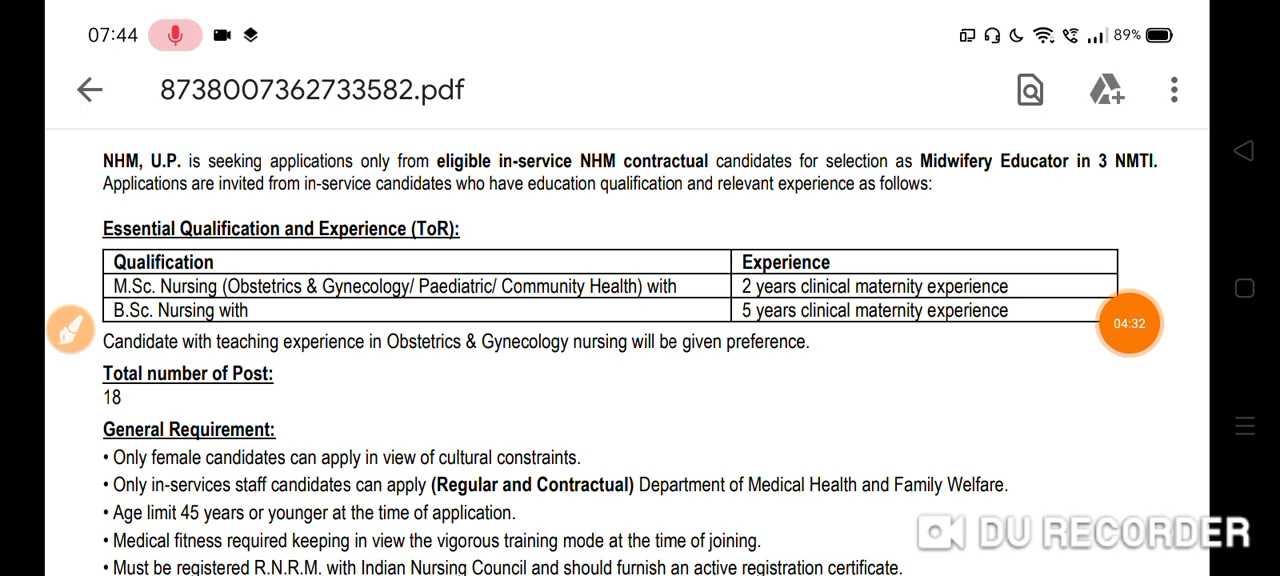 07:44
89%
8738007362733582.pdf
NHM, U.P. is seeking applications only from eligible in-service NHM contractual candidates for selection as Midwifery Educator in 3 NMTI.
Applications are invited from in-service candidates who have education qualification and relevant experience as follows:
Essential Qualification and Experience (ToR):
Qualification Experience
M.Sc. Nursing (Obstetrics & Gynecology/ Paediatric/ Community Health) with 2 years clinical maternity experience
B.Sc. Nursing with 5 years clinical maternity experience
04:32
Candidate with teaching experience in Obstetrics & Gynecology nursing will be given preference.
Total number of Post:
18
General Requirement:
• Only female candidates can apply in view of cultural constraints.
• Only in-services staff candidates can apply (Regular and Contractual) Department of Medical Health and Family Welfare.
• Age limit 45 years or younger at the time of application.
• Medical fitness required keeping in view the vigorous training mode at the time of joining.
• Must be registered R.N.R.M. with Indian Nursing Council and should furnish an active registration certificate.
DU RECORDER